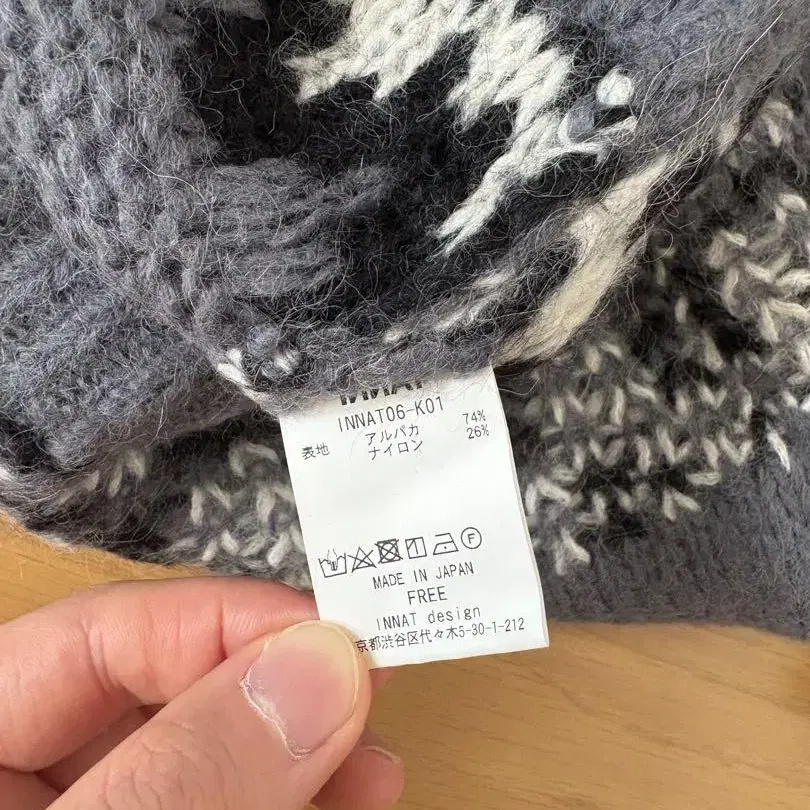 INNAT
INNAT06-K01
表地 アルパカ 74%
ナイロン 26%
MADE IN JAPAN
FREE
INNAT design
京都渋谷区代々木5-30-1-212